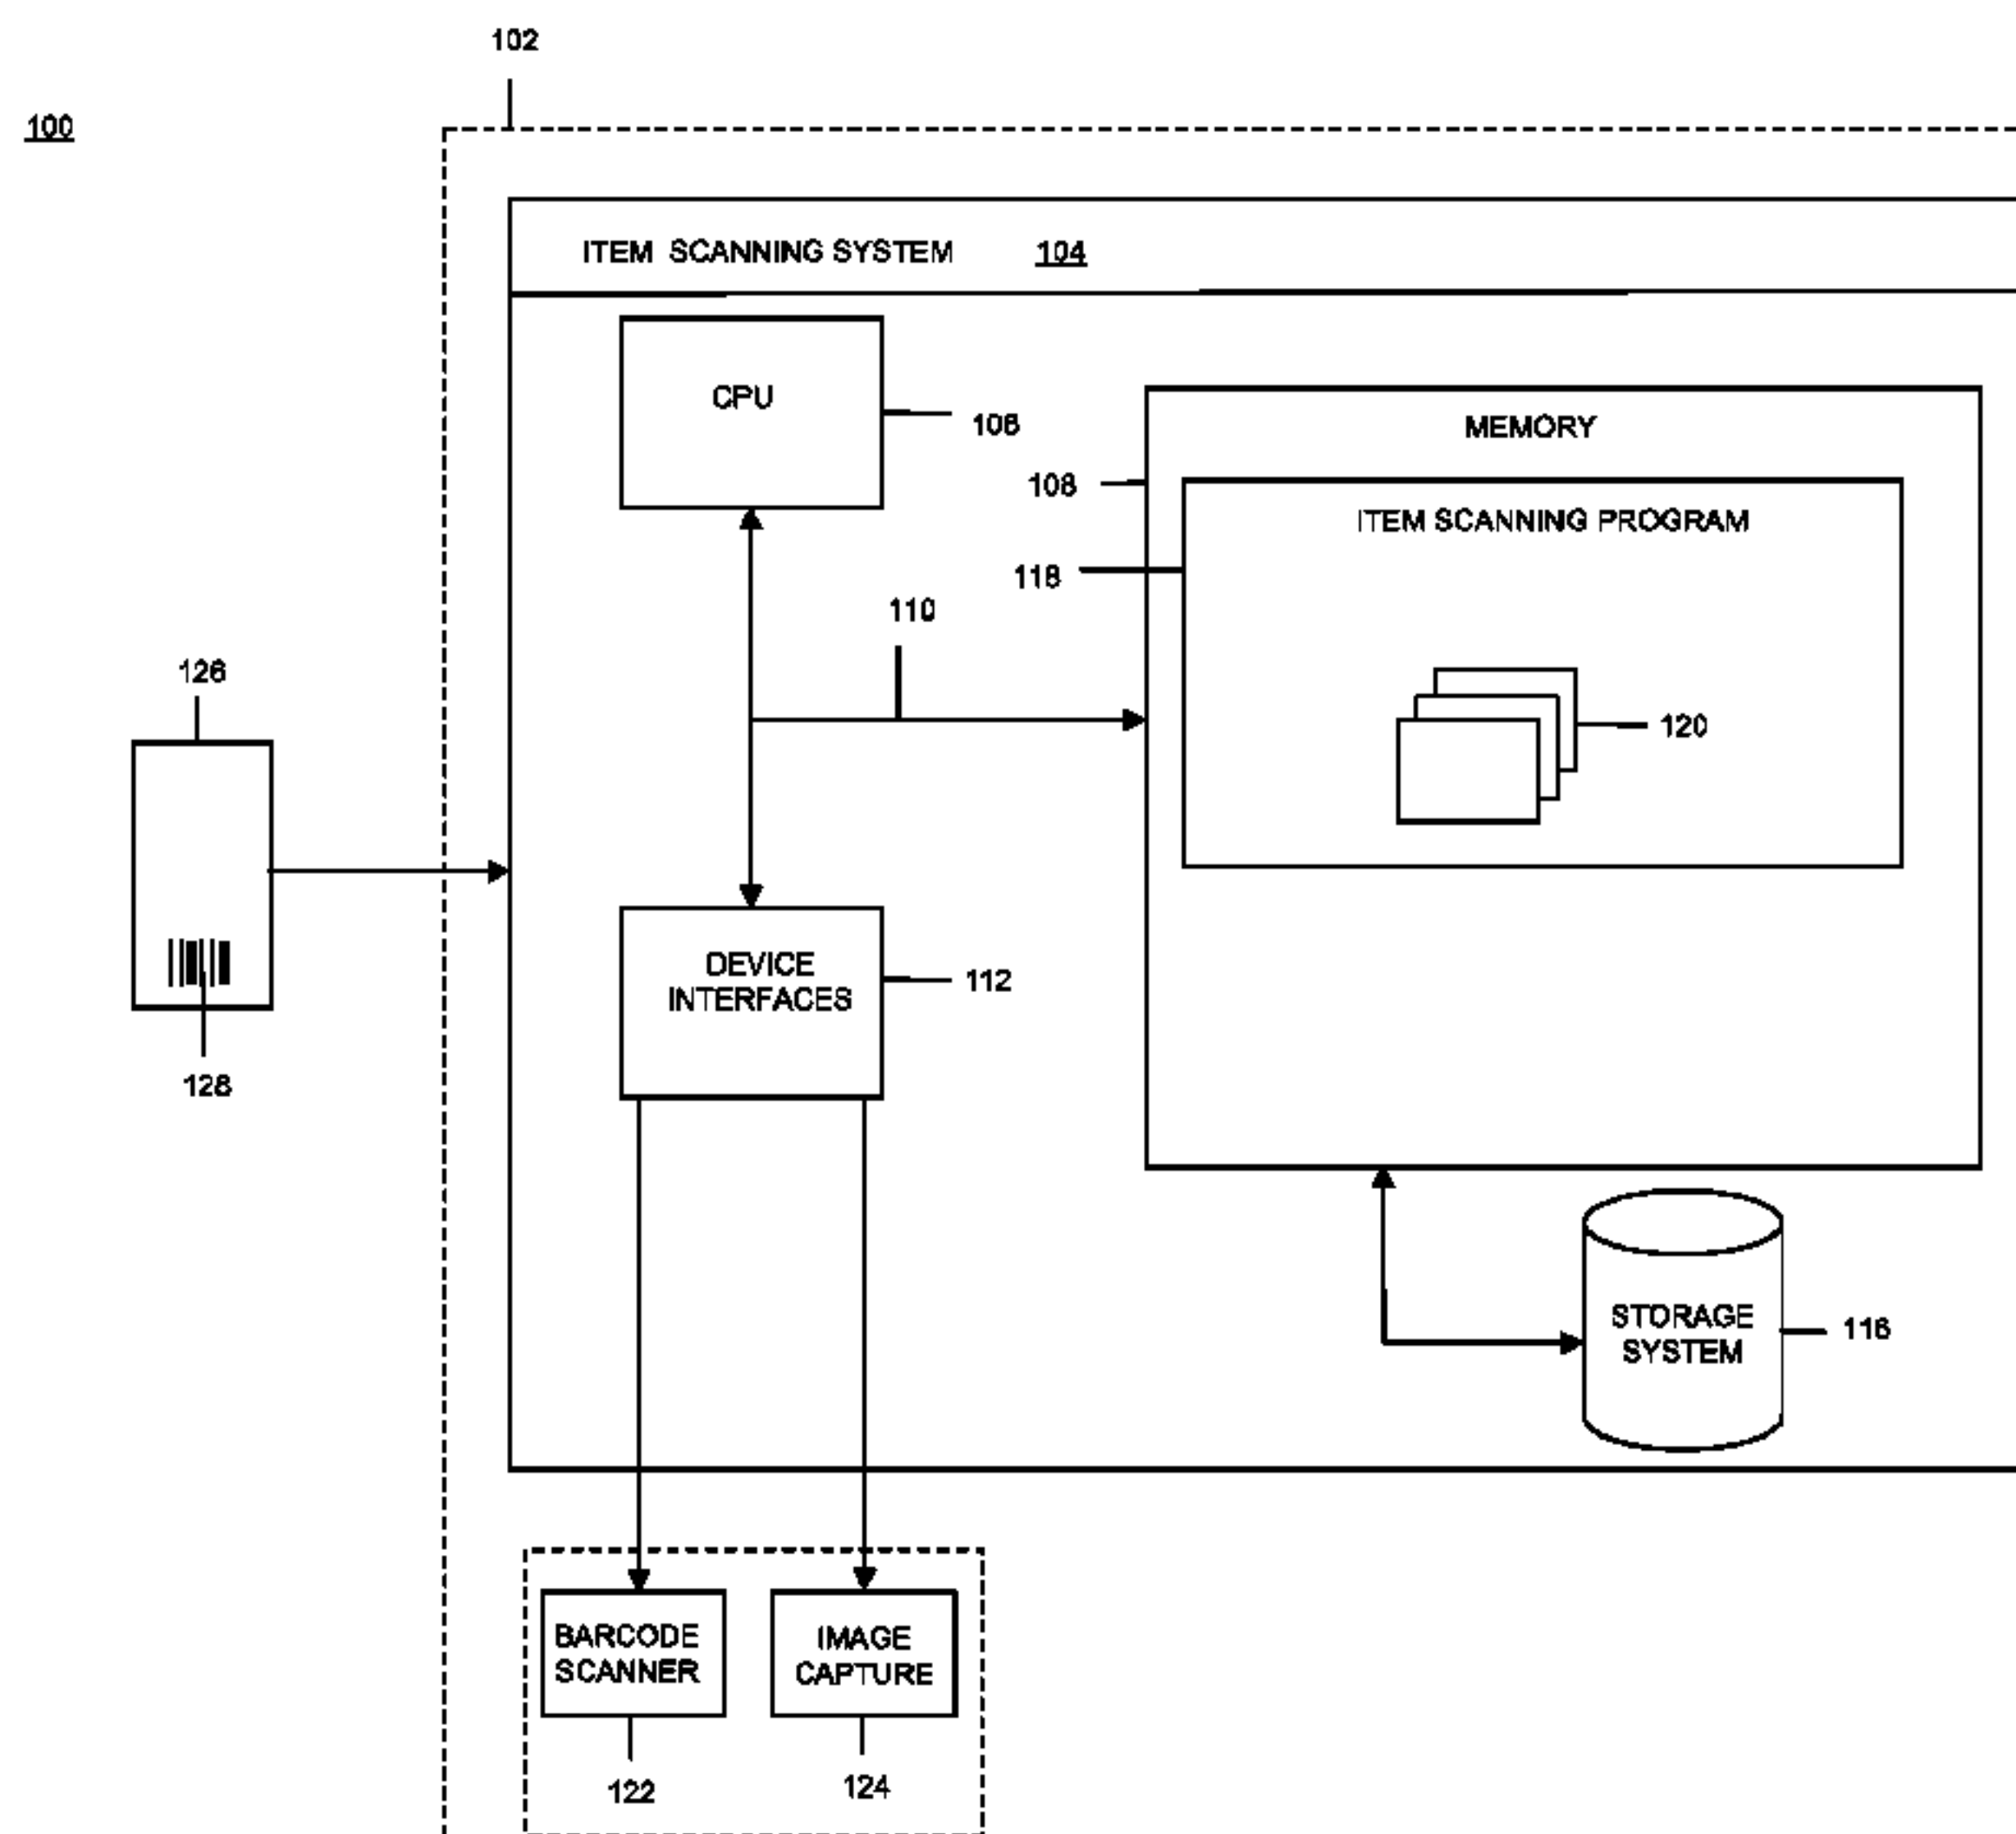 102
100
ITEM SCANNING SYSTEM 104
CPU
106
MEMORY
108
ITEM SCANNING PROGRAM
118
110
126
120
DEVICE
INTERFACES
112
128
STORAGE
SYSTEM
116
BARCODE
SCANNER
IMAGE
CAPTURE
122
124